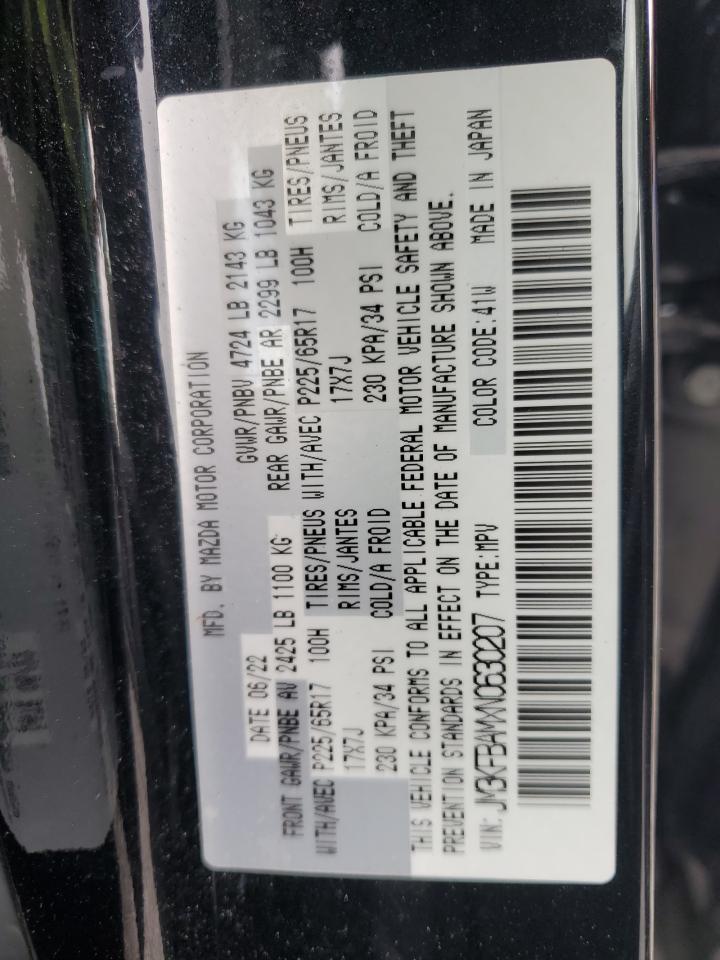 MFD. BY MAZDA MOTOR CORPORATION
DATE 06/22 GVWR/PNBV 4724 LB 2143 KG
FRONT GAWR/PNBE AV 2425 LB 1100 KG REAR GAWR/PNBE AR 2299 LB 1043 KG
WITH/AVEC P225/65R17 100H TIRES/PNEUS WITH/AVEC P225/65R17 100H TIRES/PNEUS
17X7J RIMS/JANTES 17X7J RIMS/JANTES
230 KPA/34 PSI COLD/A FROID 230 KPA/34 PSI COLD/A FROID
THIS VEHICLE CONFORMS TO ALL APPLICABLE FEDERAL MOTOR VEHICLE SAFETY AND THEFT
PREVENTION STANDARDS IN EFFECT ON THE DATE OF MANUFACTURE SHOWN ABOVE.
VIN: JM3KFBAMXN0630207 TYPE:MPV COLOR CODE:41W MADE IN JAPAN